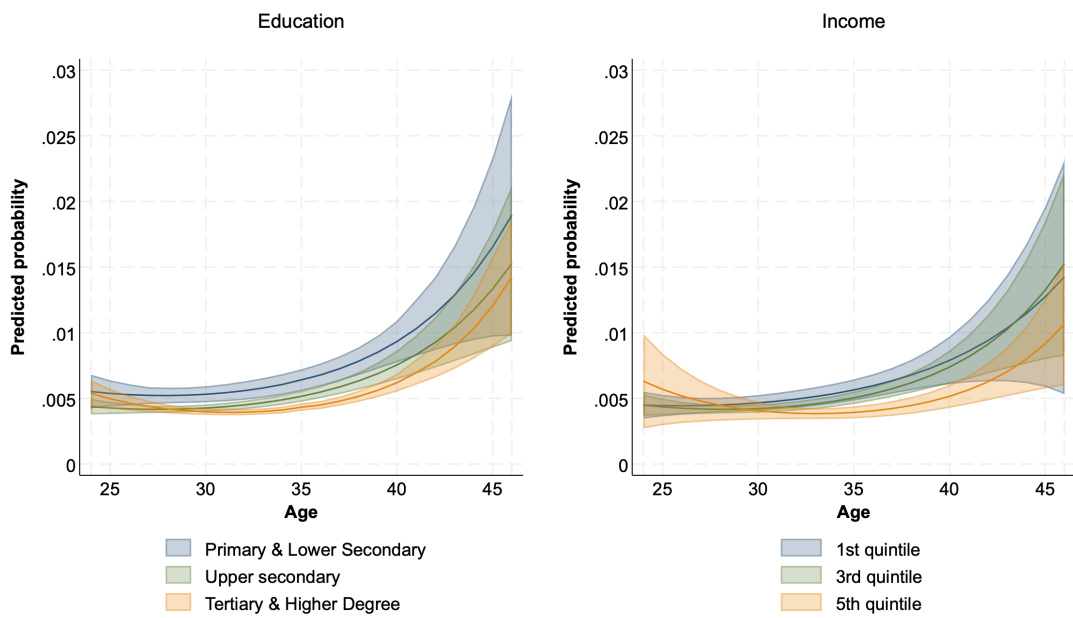 Education
Predicted probability
.03
.025
.02
.015
.01
.005
0
25 30 35 40 45
Age
Primary & Lower Secondary
Upper secondary
Tertiary & Higher Degree
Income
Predicted probability
.03
.025
.02
.015
.01
.005
0
25 30 35 40 45
Age
1st quintile
3rd quintile
5th quintile